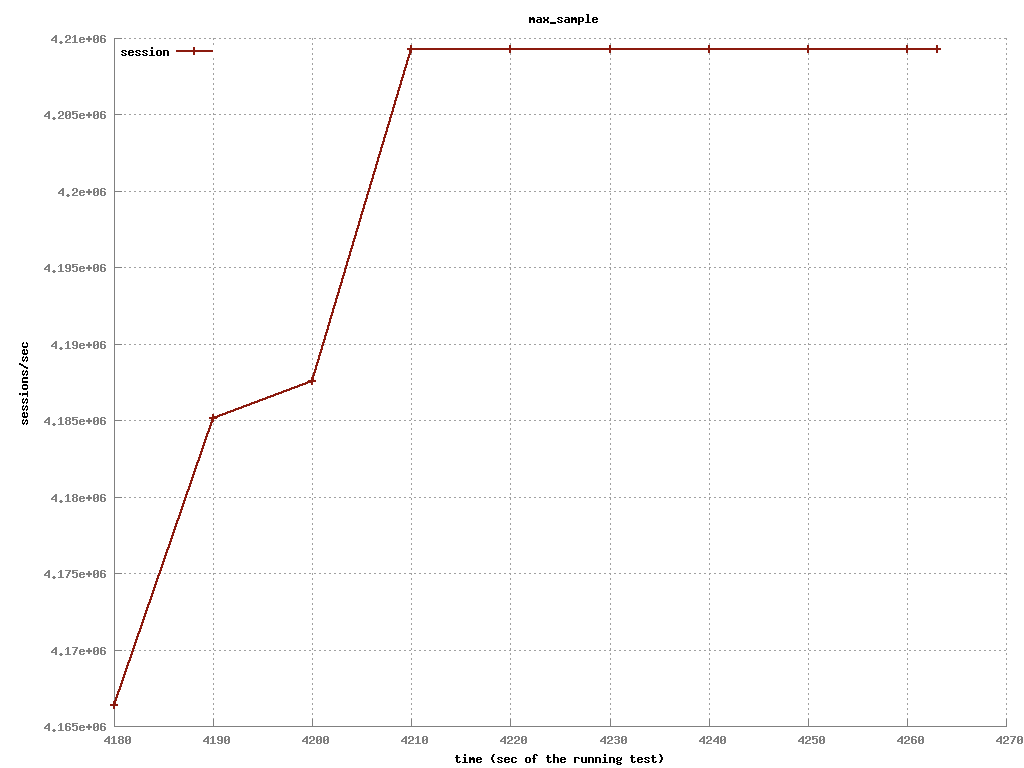 max_sample
session
4.21e+06
4.205e+06
4.2e+06
4.195e+06
4.19e+06
4.185e+06
4.18e+06
4.175e+06
4.17e+06
4.165e+06
sessions/sec
4180 4190 4200 4210 4220 4230 4240 4250 4260 4270
time (sec of the running test)